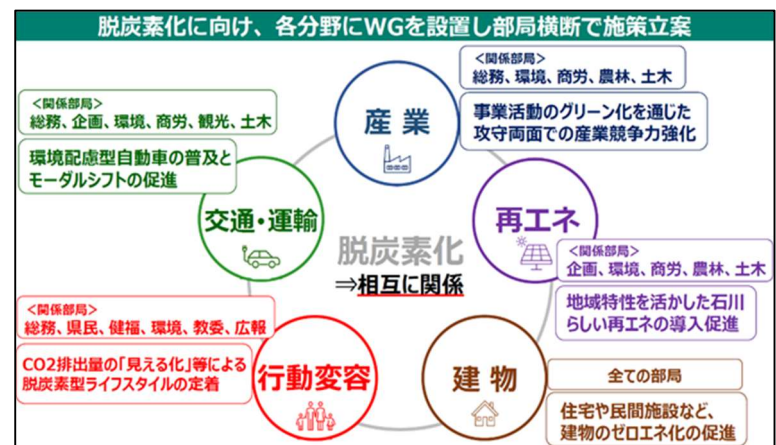 脱炭素化に向け、各分野にWGを設置し部局横断で施策立案
産業
<関係部局>
総務、環境、商労、農林、土木
事業活動のグリーン化を通じた
攻守両面での産業競争力強化
<関係部局>
総務、企画、環境、商労、観光、土木
環境配慮型自動車の普及と
モーダルシフトの促進
交通・運輸
再エネ
<関係部局>
企画、環境、商労、農林、土木
地域特性を活かした石川
らしい再エネの導入促進
脱炭素化
⇒相互に関係
<関係部局>
総務、県民、健福、環境、教委、広報
CO2排出量の「見える化」等による
脱炭素型ライフスタイルの定着
行動変容
建物
全ての部局
住宅や民間施設など、
建物のゼロエネ化の促進